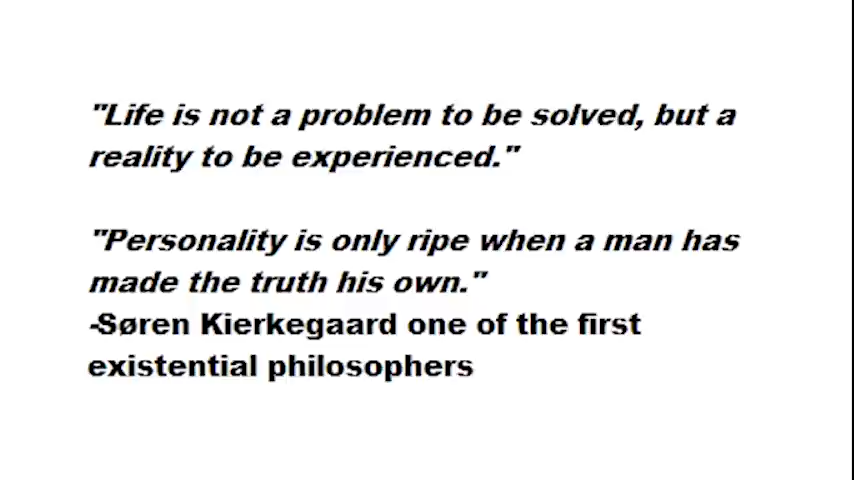 "Life is not a problem to be solved, but a
reality to be experienced."
"Personality is only ripe when a man has
made the truth his own."
-Søren Kierkegaard one of the first
existential philosophers